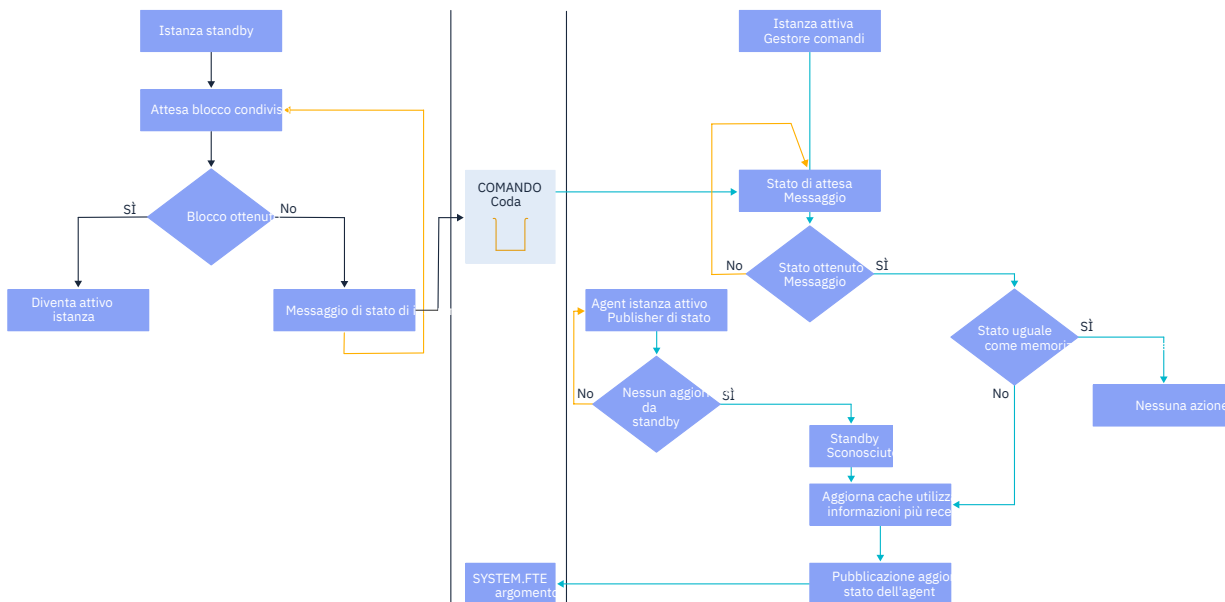 Istanza standby
Attesa blocco condivis
Blocco ottenut
SÌ
No
Diventa attivo
istanza
Messaggio di stato di
COMANDO
Coda
SYSTEM.FTE
argomento
Istanza attiva
Gestore comandi
Stato di attesa
Messaggio
Stato ottenuto
Messaggio
No
SÌ
Agent istanza attivo
Publisher di stato
Nessun aggior
da
standby
No
SÌ
Stato uguale
come memoriz
SÌ
No
Nessuna azione
Standby
Sconosciuto
Aggiorna cache utilizz
informazioni più rece
Pubblicazione aggior
stato dell'agent